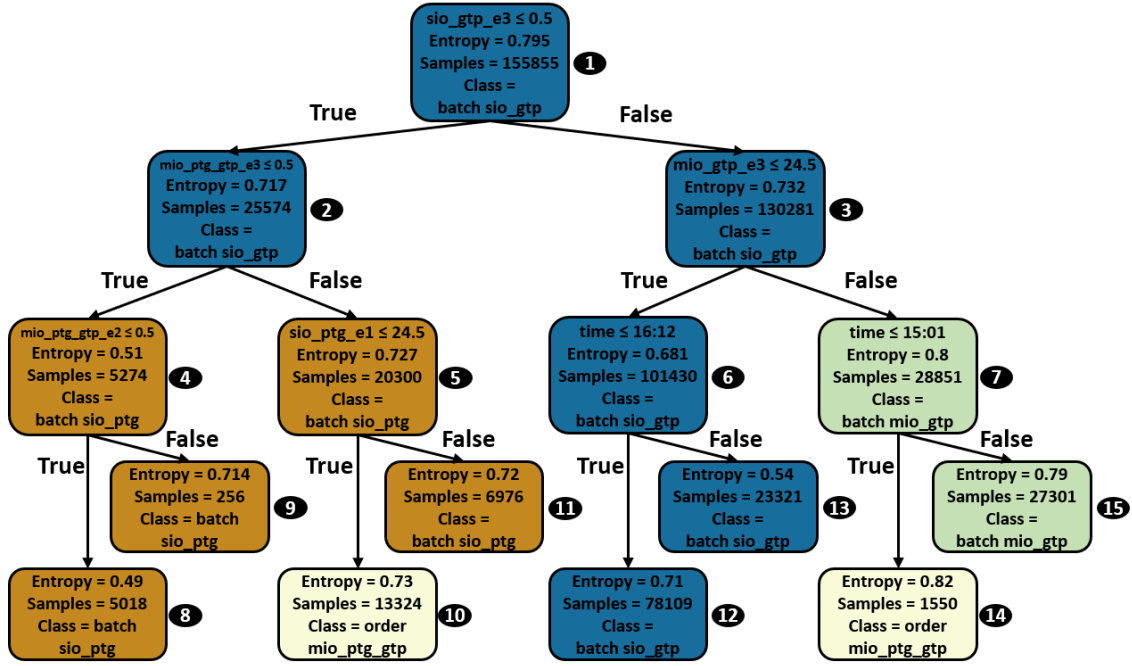 sio_gtp_e3 ≤ 0.5
Entropy = 0.795
Samples = 155855
Class =
batch sio_gtp
1
True
False
mio_ptg_gtp_e3 ≤ 0.5
Entropy = 0.717
Samples = 25574
Class =
batch sio_gtp
2
mio_gtp_e3 ≤ 24.5
Entropy = 0.732
Samples = 130281
Class =
batch sio_gtp
3
True
False
True
False
mio_ptg_gtp_e2 ≤ 0.5
Entropy = 0.51
Samples = 5274
Class =
batch sio_ptg
4
sio_ptg_e1 ≤ 24.5
Entropy = 0.727
Samples = 20300
Class =
batch sio_ptg
5
time ≤ 16:12
Entropy = 0.681
Samples = 101430
Class =
batch sio_gtp
6
time ≤ 15:01
Entropy = 0.8
Samples = 28851
Class =
batch mio_gtp
7
True
False
True
False
True
False
True
False
Entropy = 0.714
Samples = 256
Class = batch
sio_ptg
9
Entropy = 0.72
Samples = 6976
Class =
batch sio_ptg
11
Entropy = 0.54
Samples = 23321
Class =
batch sio_gtp
13
Entropy = 0.79
Samples = 27301
Class =
batch mio_gtp
15
Entropy = 0.49
Samples = 5018
Class = batch
sio_ptg
8
Entropy = 0.73
Samples = 13324
Class = order
mio_ptg_gtp
10
Entropy = 0.71
Samples = 78109
Class =
batch sio_gtp
12
Entropy = 0.82
Samples = 1550
Class = order
mio_ptg_gtp
14